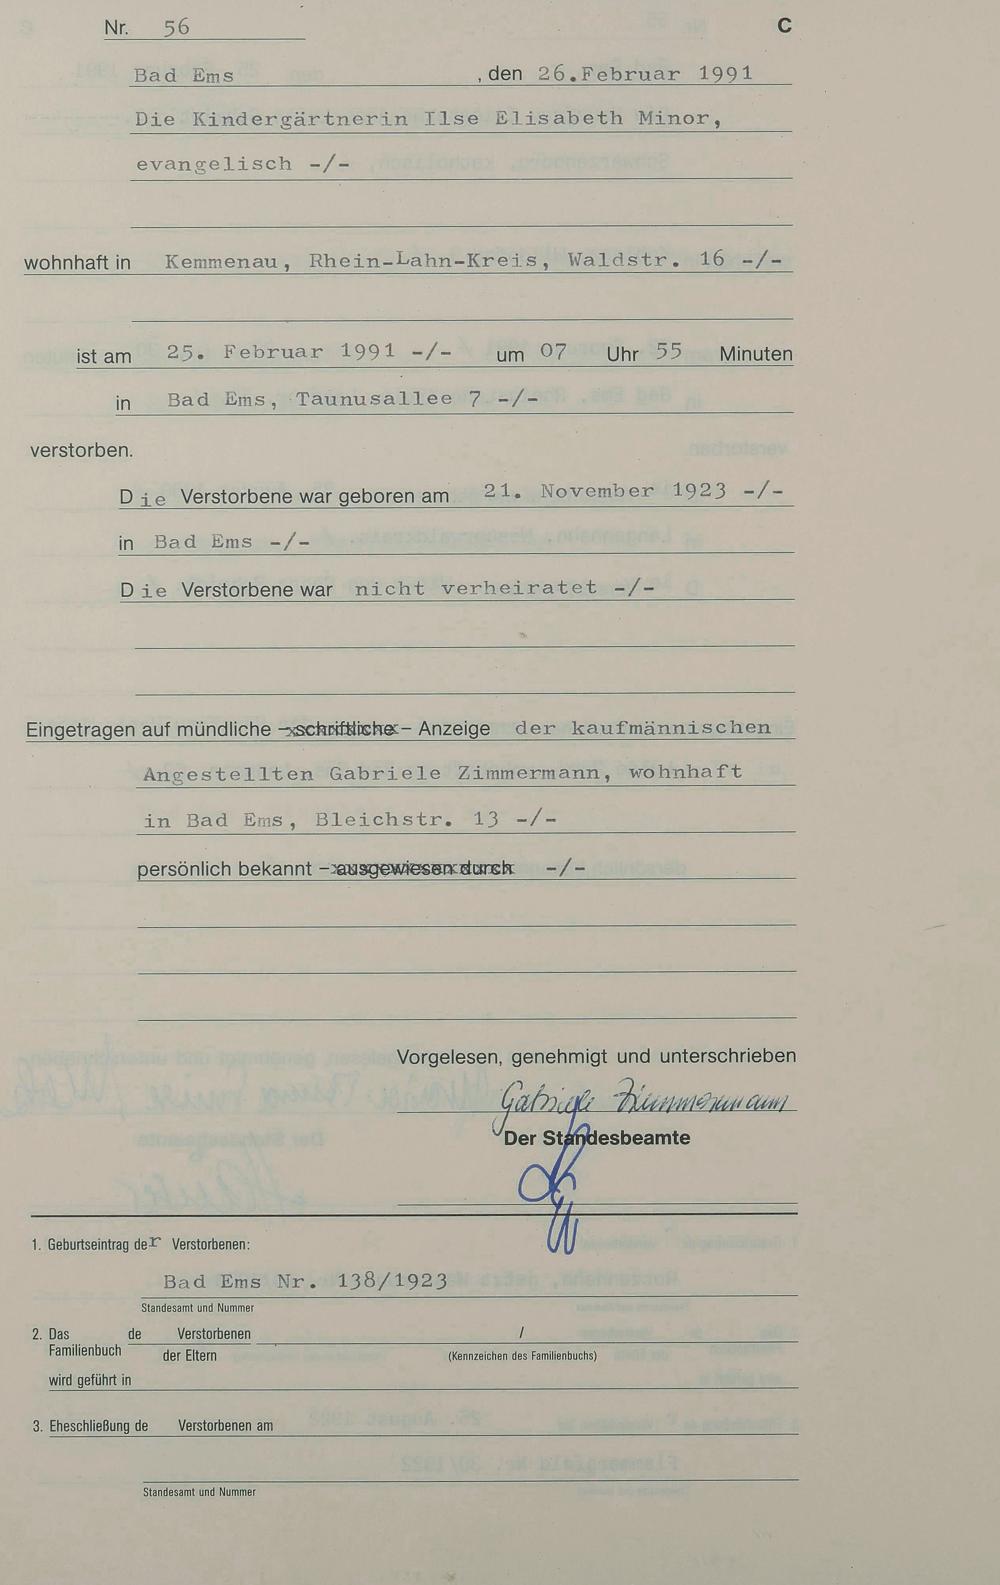 Nr. 56 C
Bad Ems , den 26.Februar 1991
Die Kindergärtnerin Ilse Elisabeth Minor,
evangelisch -/-
wohnhaft in Kemmenau, Rhein-Lahn-Kreis, Waldstr. 16 -/-
ist am 25. Februar 1991 -/- um 07 Uhr 55 Minuten
in Bad Ems, Taunusallee 7 -/-
verstorben.
Die Verstorbene war geboren am 21. November 1923 -/-
in Bad Ems -/-
Die Verstorbene war nicht verheiratet -/-
Eingetragen auf mündliche – schriftliche – Anzeige der kaufmännischen
Angestellten Gabriele Zimmermann, wohnhaft
in Bad Ems, Bleichstr. 13 -/-
persönlich bekannt – ausgewiesen durch -/-
Vorgelesen, genehmigt und unterschrieben
Gabriele Zimmermann
Der Standesbeamte
1. Geburtseintrag der Verstorbenen:
Bad Ems Nr. 138/1923
Standesamt und Nummer
2. Das de Verstorbenen /
Familienbuch der Eltern (Kennzeichen des Familienbuchs)
wird geführt in
3. Eheschließung de Verstorbenen am
Standesamt und Nummer